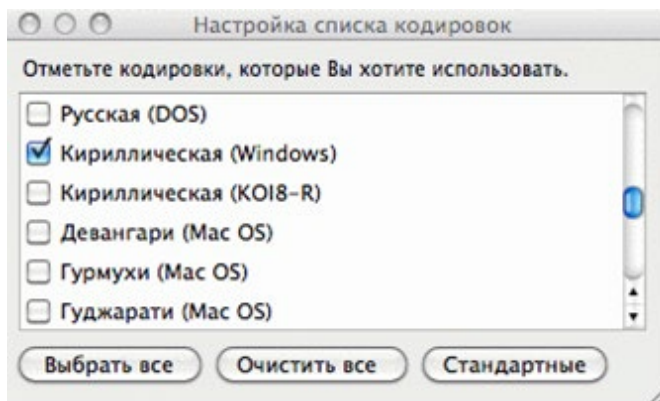 Настройка списка кодировок
Отметьте кодировки, которые Вы хотите использовать.
Русская (DOS)
Кириллическая (Windows)
Кириллическая (KOI8-R)
Девангари (Mac OS)
Гурмухи (Mac OS)
Гуджарати (Mac OS)
Выбрать все Очистить все Стандартные